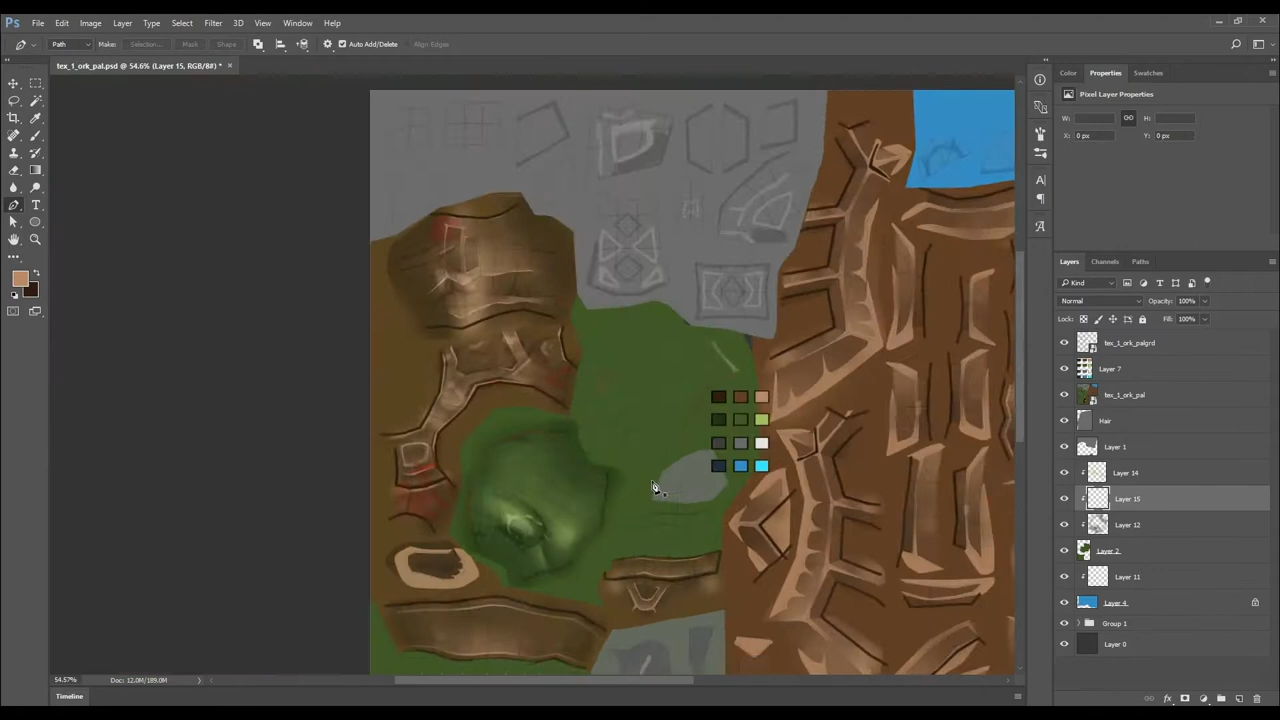 Ps File Edit Image Layer Type Select Filter 3D View Window Help
Path Make: Selection... Mask Shape Auto Add/Delete Align Edges
tex_1_ork_pal.psd @ 54.6% (Layer 15, RGB/8#) * ×
Color Properties Swatches
Pixel Layer Properties
W: H:
X: 0 px Y: 0 px
Layers Channels Paths
Kind
Normal Opacity: 100%
Lock: Fill: 100%
tex_1_ork_palgrd
Layer 7
tex_1_ork_pal
Hair
Layer 1
Layer 14
Layer 15
Layer 12
Layer 2
Layer 11
Layer 4
Group 1
Layer 0
54.57% Doc: 12.0M/189.0M
Timeline
fx